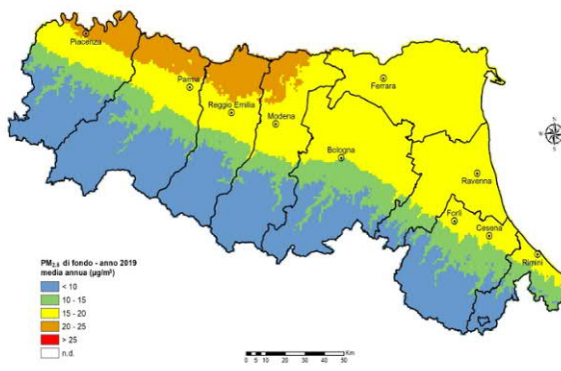 Piacenza
Parma
Reggio Emilia
Modena
Ferrara
Bologna
Ravenna
Forlì
Cesena
Rimini
PM2,5 di fondo - anno 2019
media annua (µg/m³)
< 10
10 - 15
15 - 20
20 - 25
> 25
n.d.
0 5 10 20 30 40 50 Km